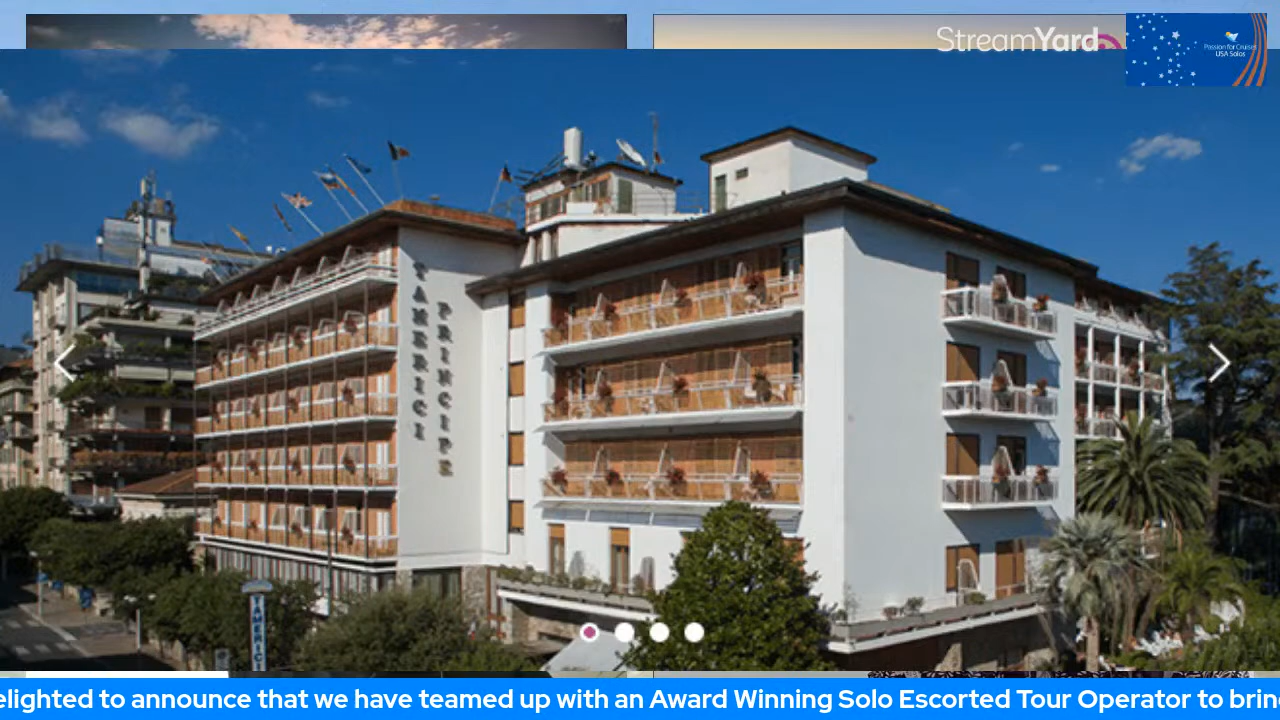 StreamYard
Passion for Cruises
USA Solos
TAMERICI
PRINCIPE
TAMERICI
elighted to announce that we have teamed up with an Award Winning Solo Escorted Tour Operator to brin